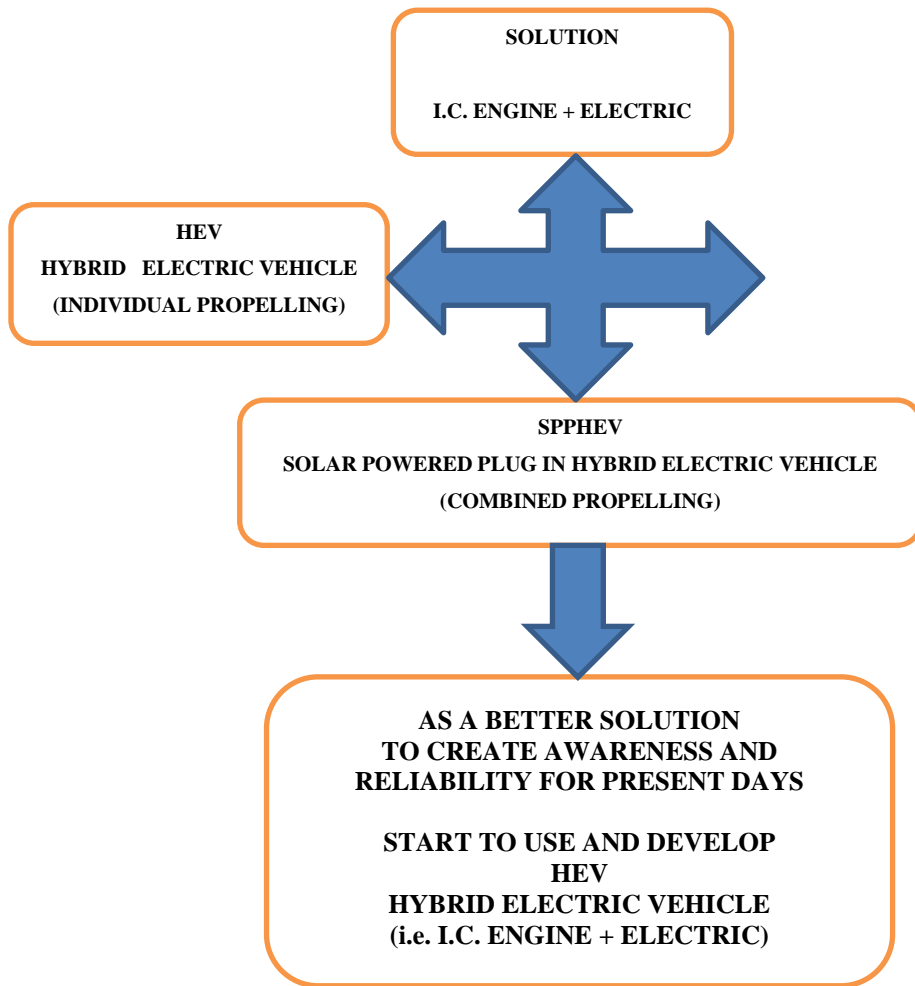 SOLUTION
I.C. ENGINE + ELECTRIC
HEV
HYBRID ELECTRIC VEHICLE
(INDIVIDUAL PROPELLING)
SPPHEV
SOLAR POWERED PLUG IN HYBRID ELECTRIC VEHICLE
(COMBINED PROPELLING)
AS A BETTER SOLUTION
TO CREATE AWARENESS AND
RELIABILITY FOR PRESENT DAYS
START TO USE AND DEVELOP
HEV
HYBRID ELECTRIC VEHICLE
(i.e. I.C. ENGINE + ELECTRIC)